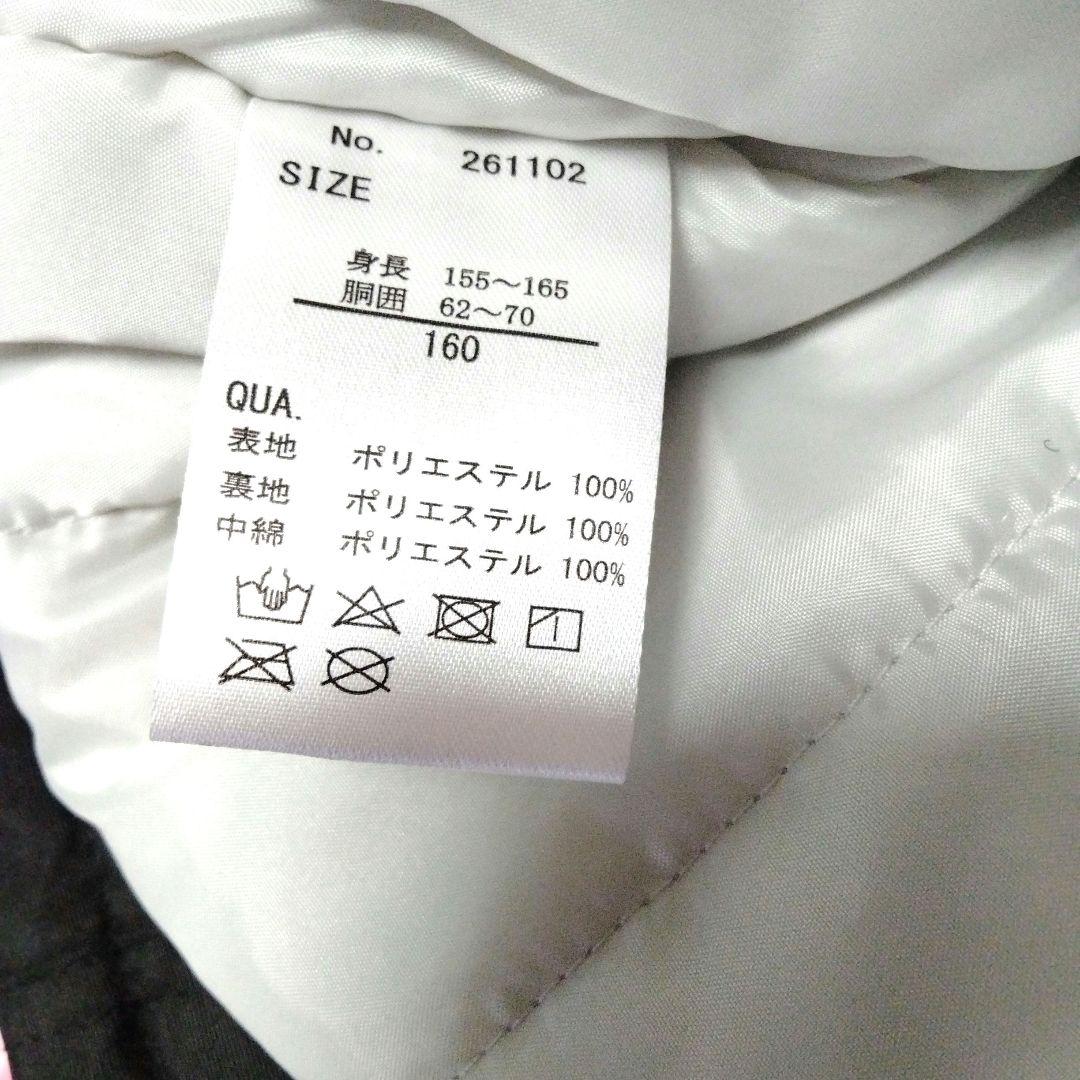 No. 261102
SIZE
身長 155～165
胴囲 62～70
160
QUA.
表地 ポリエステル 100%
裏地 ポリエステル 100%
中綿 ポリエステル 100%